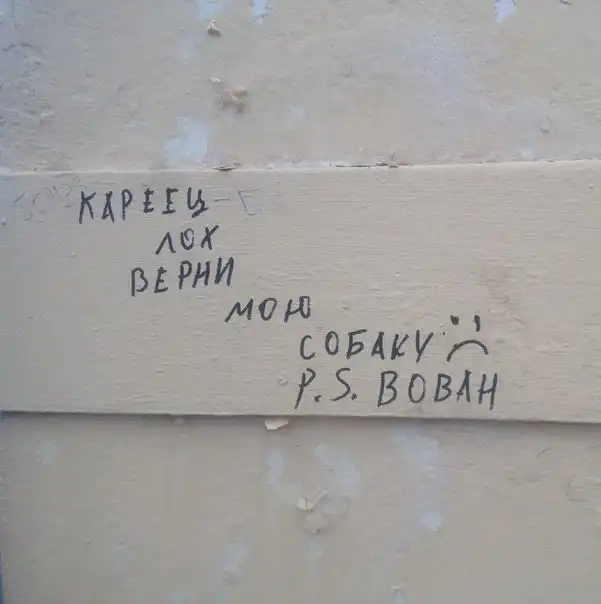 КАРЕЕЦ-
ЛОХ
ВЕРНИ
МОЮ
СОБАКУ :(
P.S. ВОВАН